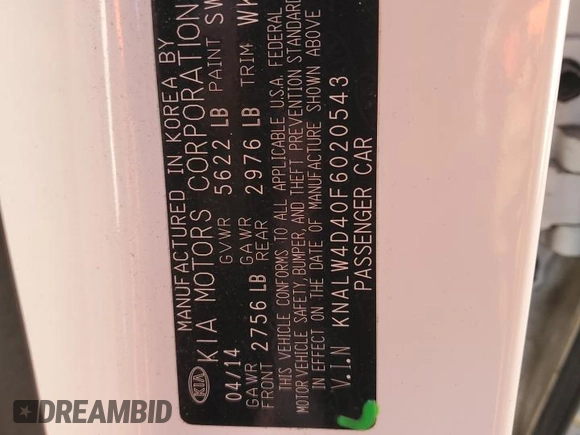 MANUFACTURED IN KOREA BY
KIA KIA MOTORS CORPORATION
04/14 GVWR 5622 LB PAINT SW
GAWR FRONT 2756 LB GAWR REAR 2976 LB TRIM
THIS VEHICLE CONFORMS TO ALL APPLICABLE U.S.A. FEDERAL
MOTOR VEHICLE SAFETY, BUMPER, AND THEFT PREVENTION STANDARD
IN EFFECT ON THE DATE OF MANUFACTURE SHOWN ABOVE
V.I.N KNALW4D40F6020543
PASSENGER CAR
DREAMBID